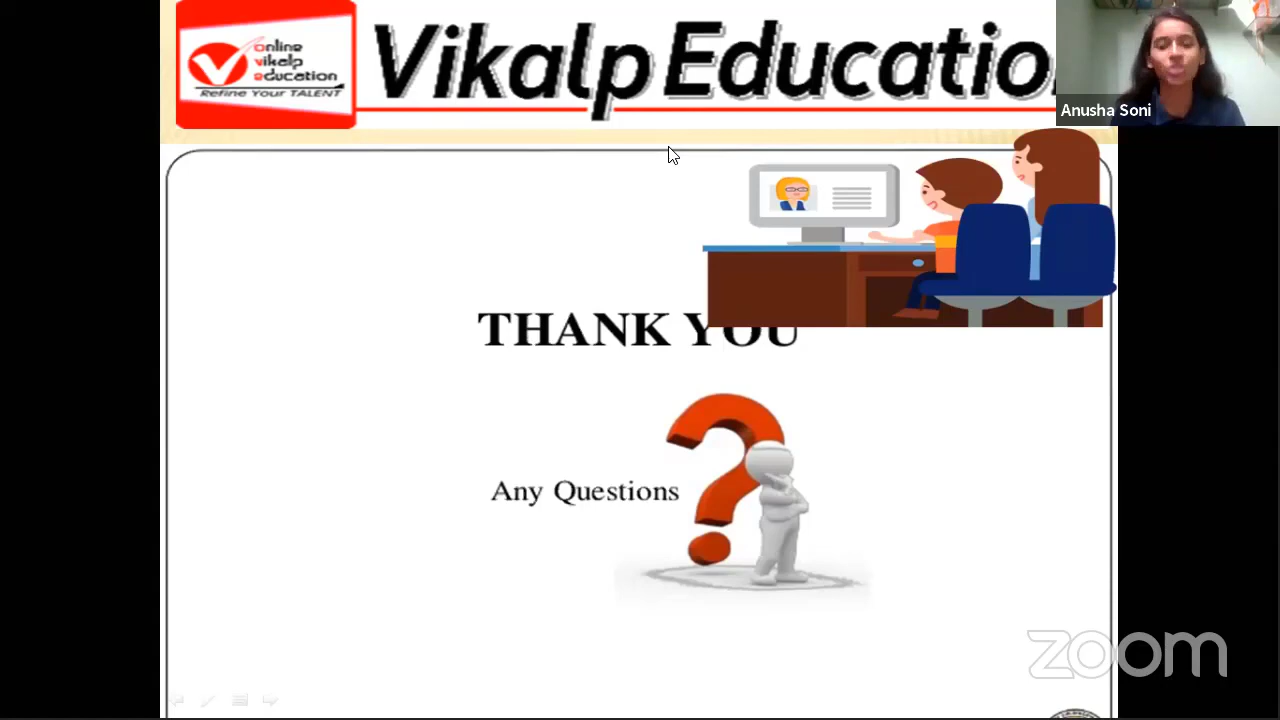 online
vikalp
education
Refine Your TALENT
Vikalp Educatio
Anusha Soni
THANK YOU
Any Questions
zoom